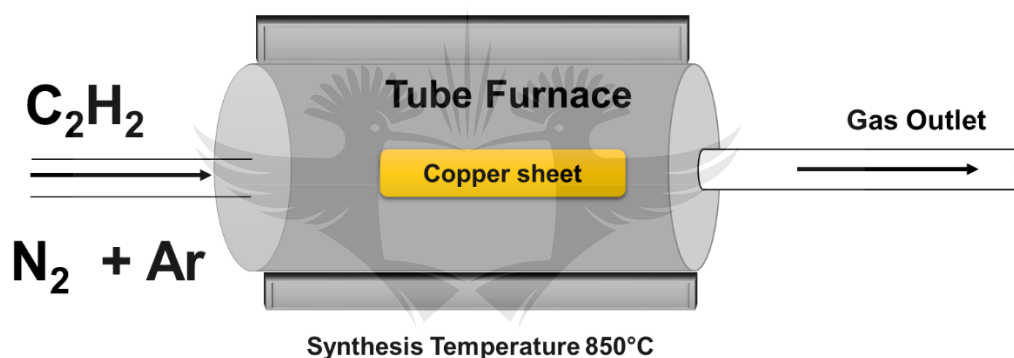 C₂H₂
N₂ + Ar
Tube Furnace
Copper sheet
Gas Outlet
Synthesis Temperature 850°C